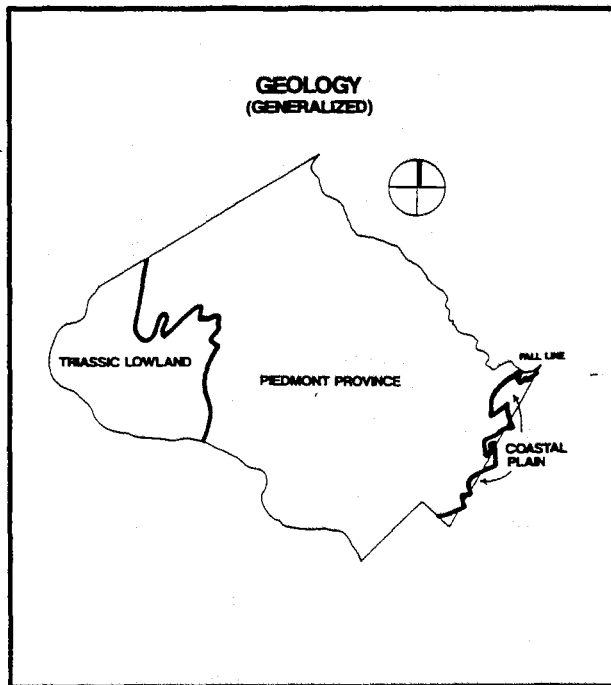 GEOLOGY
(GENERALIZED)
FALL LINE
TRIASSIC LOWLAND
PIEDMONT PROVINCE
COASTAL
PLAIN